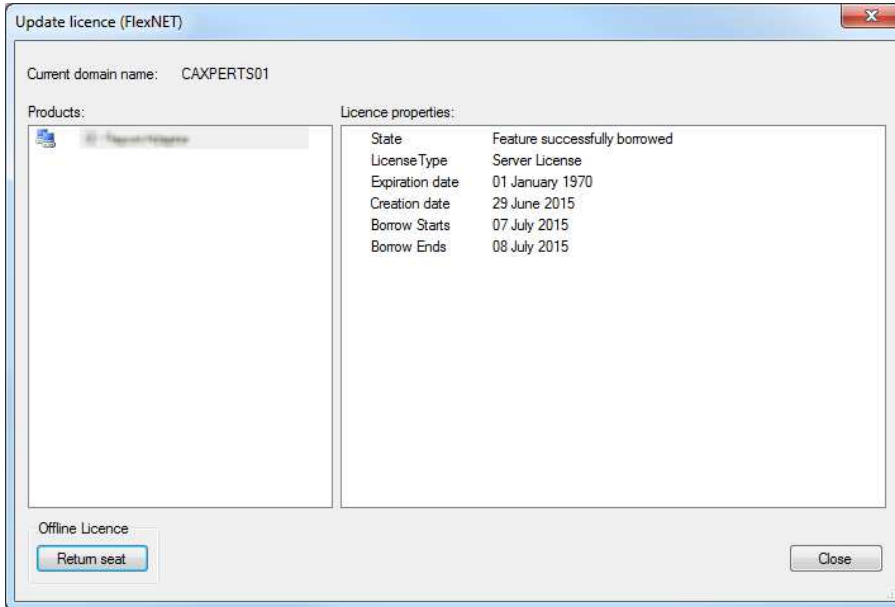 Update licence (FlexNET)
Current domain name: CAXPERTS01
Products:
Licence properties:
State Feature successfully borrowed
LicenseType Server License
Expiration date 01 January 1970
Creation date 29 June 2015
Borrow Starts 07 July 2015
Borrow Ends 08 July 2015
Offline Licence
Return seat
Close